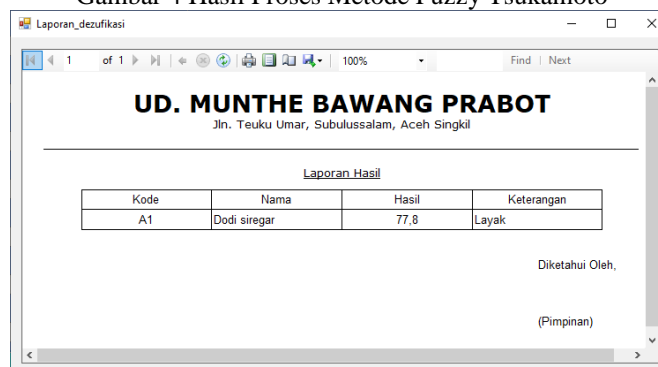 Gambar 4 Hasil Proses Metode Fuzzy Tsukamoto
Laporan_dezufikasi
1 of 1 100% Find | Next
UD. MUNTHE BAWANG PRABOT
Jln. Teuku Umar, Subulussalam, Aceh Singkil
Laporan Hasil
Kode Nama Hasil Keterangan
A1 Dodi siregar 77,8 Layak
Diketahui Oleh,
(Pimpinan)